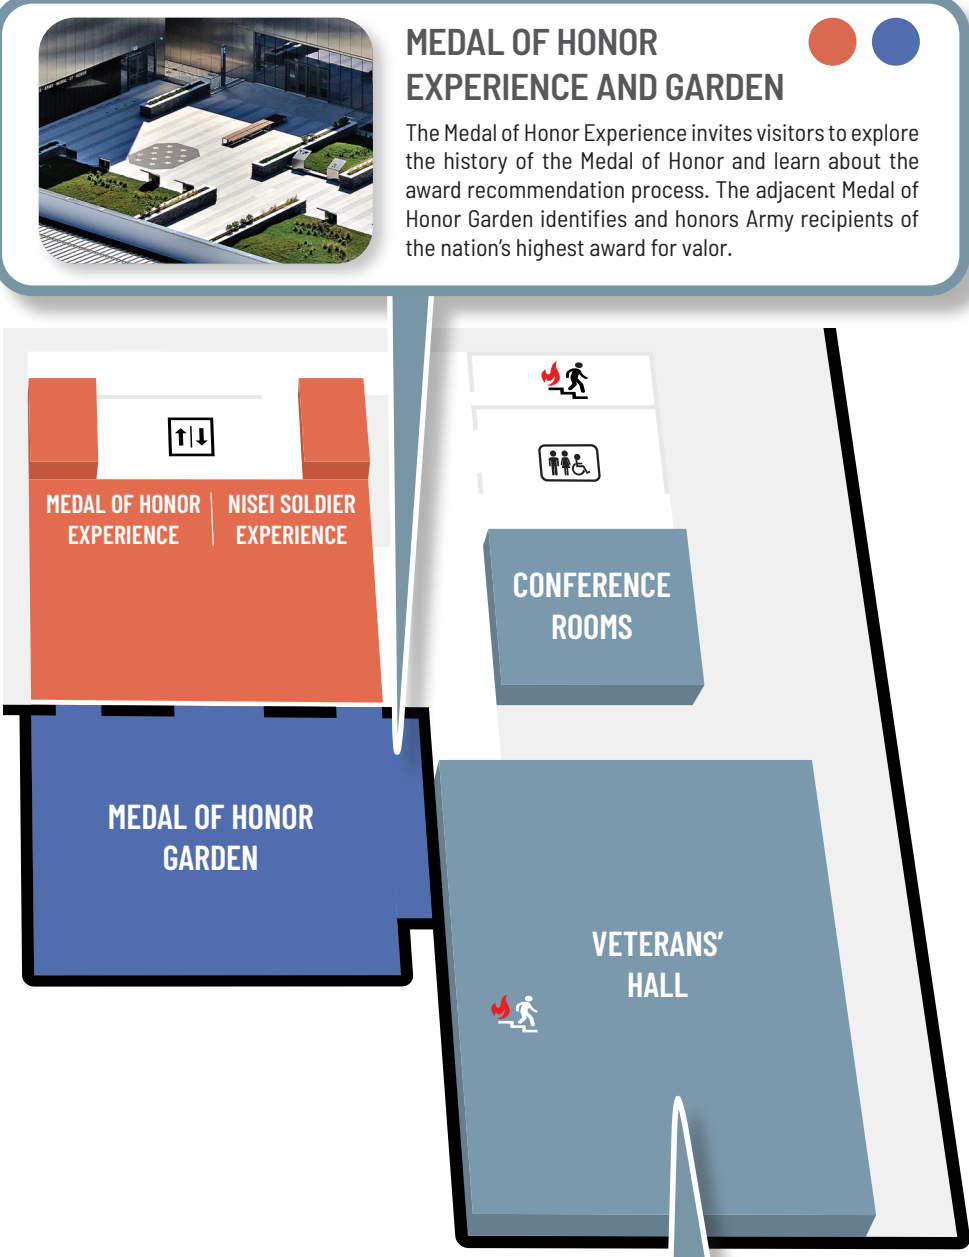 MEDAL OF HONOR
EXPERIENCE AND GARDEN
The Medal of Honor Experience invites visitors to explore
the history of the Medal of Honor and learn about the
award recommendation process. The adjacent Medal of
Honor Garden identifies and honors Army recipients of
the nation's highest award for valor.
MEDAL OF HONOR
EXPERIENCE
NISEI SOLDIER
EXPERIENCE
CONFERENCE
ROOMS
MEDAL OF HONOR
GARDEN
VETERANS'
HALL